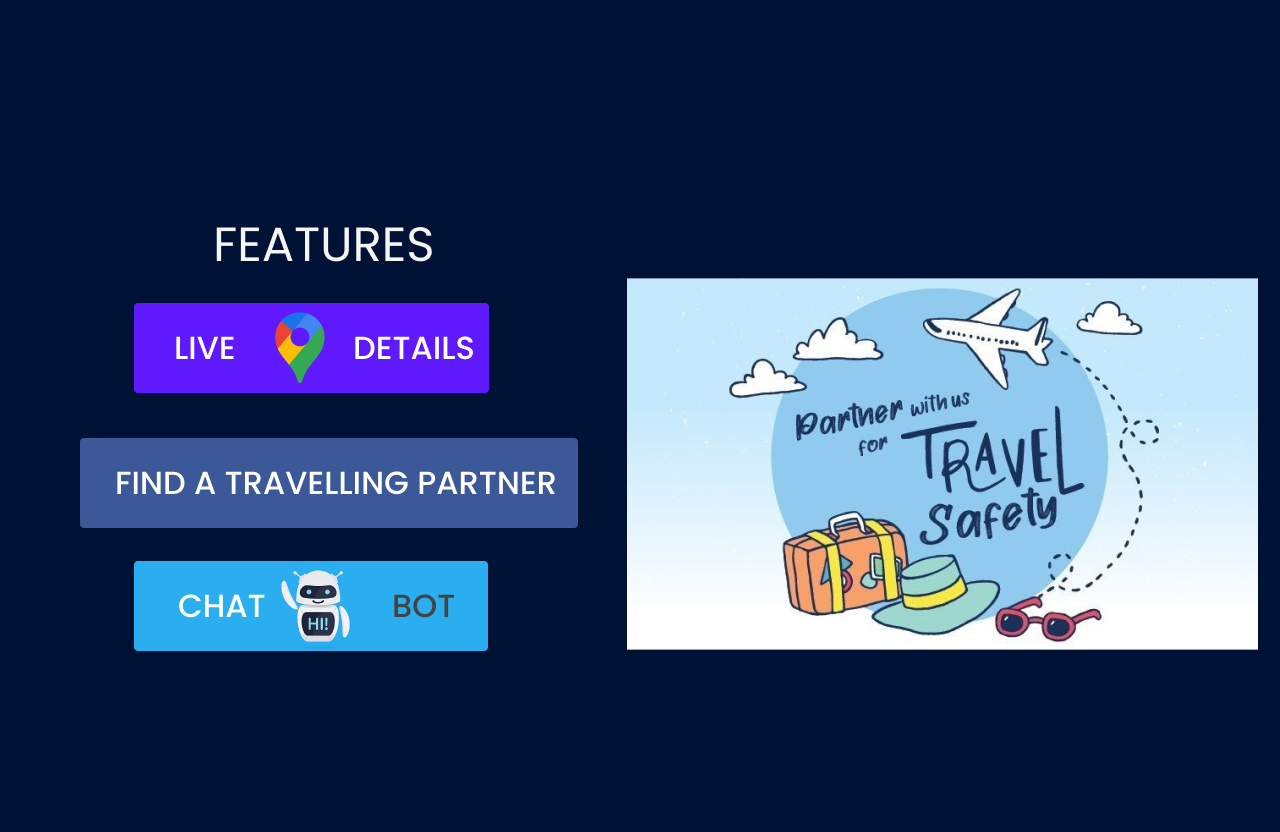 FEATURES
LIVE DETAILS
FIND A TRAVELLING PARTNER
CHAT HI! BOT
Partner with us
for TRAVEL
Safety